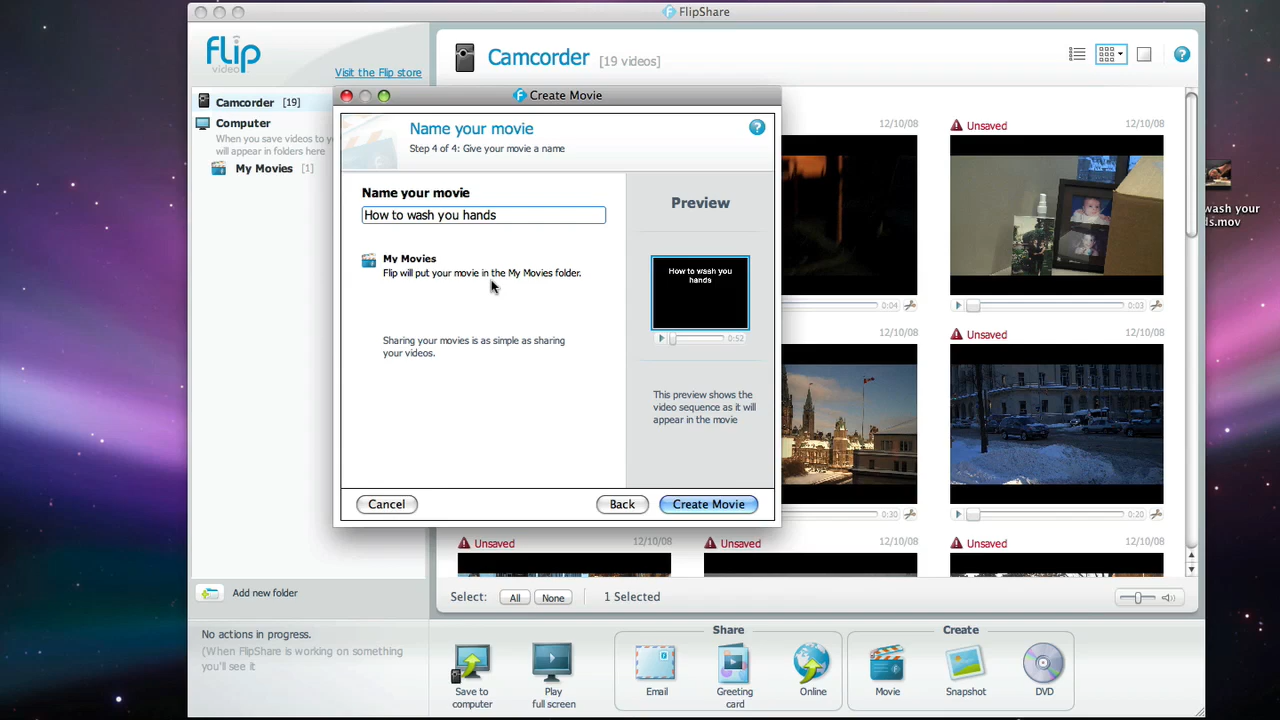 FlipShare
flip
video
Visit the Flip store
Camcorder [19 videos]
Camcorder [19]
Computer
When you save videos to yo
will appear in folders here
My Movies [1]
Create Movie
Name your movie
Step 4 of 4: Give your movie a name
Name your movie
How to wash you hands
My Movies
Flip will put your movie in the My Movies folder.
Sharing your movies is as simple as sharing
your videos.
Preview
How to wash you
hands
0:52
This preview shows the
video sequence as it will
appear in the movie
Cancel
Back
Create Movie
12/10/08
Unsaved
12/10/08
0:04
0:03
12/10/08
Unsaved
12/10/08
0:30
0:20
Unsaved
12/10/08
Unsaved
12/10/08
Unsaved
12/10/08
wash your
ds.mov
Add new folder
Select:
All
None
1 Selected
No actions in progress.
(When FlipShare is working on something
you'll see it
Save to
computer
Play
full screen
Share
Email
Greeting
card
Online
Create
Movie
Snapshot
DVD